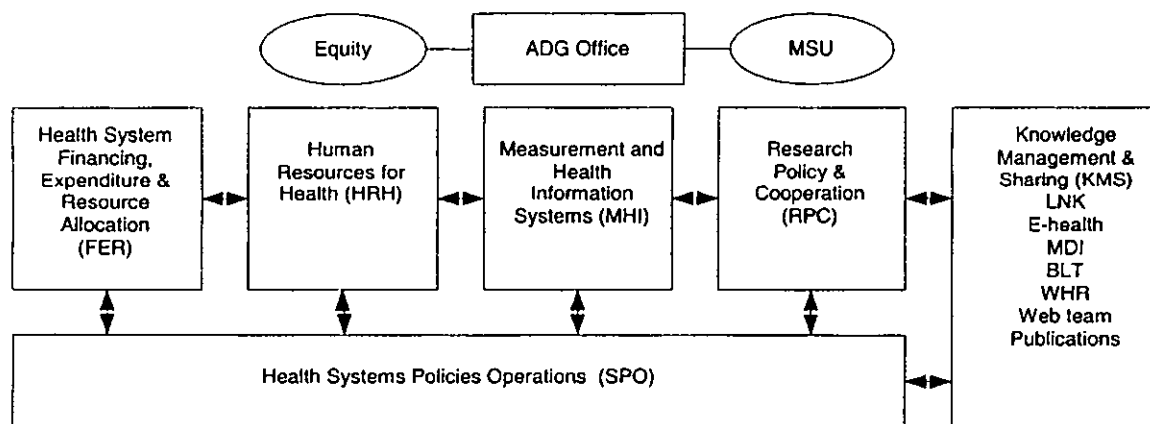 Equity
ADG Office
MSU
Health System
Financing,
Expenditure &
Resource
Allocation
(FER)
Human
Resources for
Health (HRH)
Measurement and
Health
Information
Systems (MHI)
Research
Policy &
Cooperation
(RPC)
Knowledge
Management &
Sharing (KMS)
LNK
E-health
MDI
BLT
WHR
Web team
Publications
Health Systems Policies Operations (SPO)